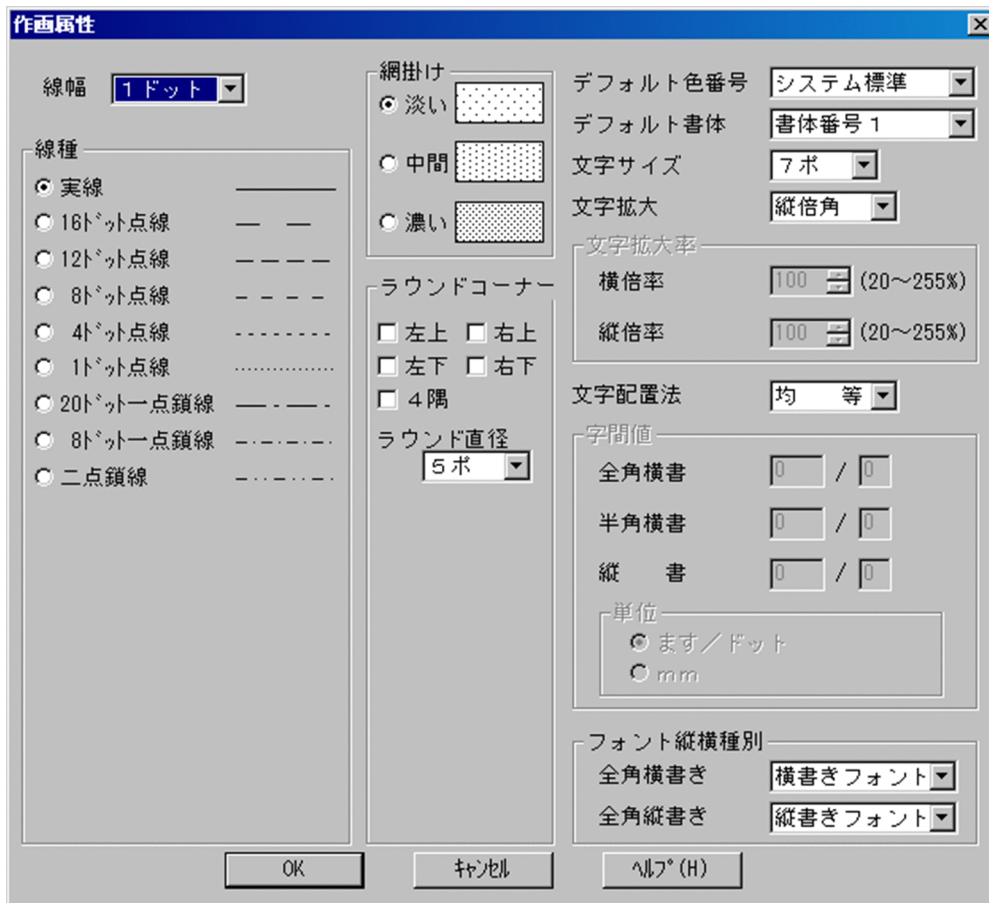 作画属性
線幅 1ドット
線種
実線
16ﾄﾞｯﾄ点線
12ﾄﾞｯﾄ点線
8ﾄﾞｯﾄ点線
4ﾄﾞｯﾄ点線
1ﾄﾞｯﾄ点線
20ﾄﾞｯﾄ一点鎖線
8ﾄﾞｯﾄ一点鎖線
二点鎖線
網掛け
淡い
中間
濃い
ラウンドコーナー
左上 右上
左下 右下
4隅
ラウンド直径
5ポ
デフォルト色番号 システム標準
デフォルト書体 書体番号1
文字サイズ 7ポ
文字拡大 縦倍角
文字拡大率
横倍率 100 (20～255%)
縦倍率 100 (20～255%)
文字配置法 均　等
字間値
全角横書 0 / 0
半角横書 0 / 0
縦　書 0 / 0
単位
ます／ドット
mm
フォント縦横種別
全角横書き 横書きフォント
全角縦書き 縦書きフォント
OK ｷｬﾝｾﾙ ﾍﾙﾌﾟ(H)